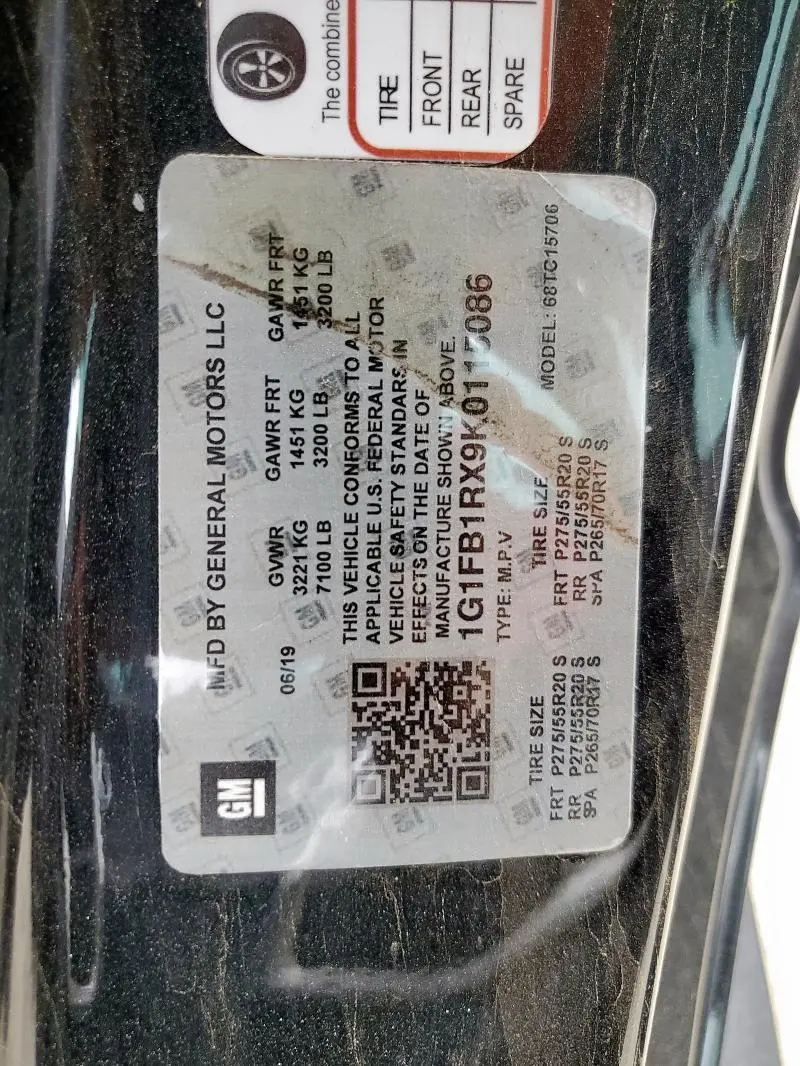 The combine
TIRE
FRONT
REAR
SPARE
GM
MFD BY GENERAL MOTORS LLC
06/19 GVWR GAWR FRT GAWR FRT
3221 KG 1451 KG 1451 KG
7100 LB 3200 LB 3200 LB
THIS VEHICLE CONFORMS TO ALL
APPLICABLE U.S. FEDERAL MOTOR
VEHICLE SAFETY STANDARS IN
EFFECTS ON THE DATE OF
MANUFACTURE SHOWN ABOVE.
1G1FB1RX9K0115086
TYPE: M.P.V MODEL: 68TC15706
TIRE SIZE TIRE SIZE
FRT P275/55R20 S FRT P275/55R20 S
RR P275/55R20 S RR P275/55R20 S
SPA P265/70R17 S SPA P265/70R17 S